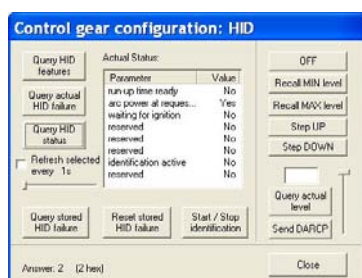 Control gear configuration: HID
Query HID
features
Query actual
HID failure
Query HID
status
Refresh selected
every 1s
Actual Status:
Parameter Value
run-up time ready No
arc power at reques... Yes
waiting for ignition No
reserved No
reserved No
reserved No
identification active No
reserved No
Query stored
HID failure
Reset stored
HID failure
Start / Stop
identification
OFF
Recall MIN level
Recall MAX level
Step UP
Step DOWN
Query actual
level
Send DARCP
Answer: 2 (2 hex)
Close